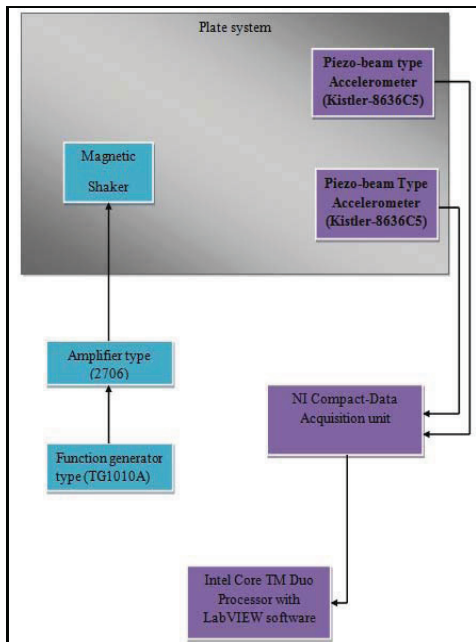 Plate system
Piezo-beam type
Accelerometer
(Kistler-8636C5)
Magnetic
Shaker
Piezo-beam Type
Accelerometer
(Kistler-8636C5)
Amplifier type
(2706)
NI Compact-Data
Acquisition unit
Function generator
type (TG1010A)
Intel Core TM Duo
Processor with
LabVIEW software